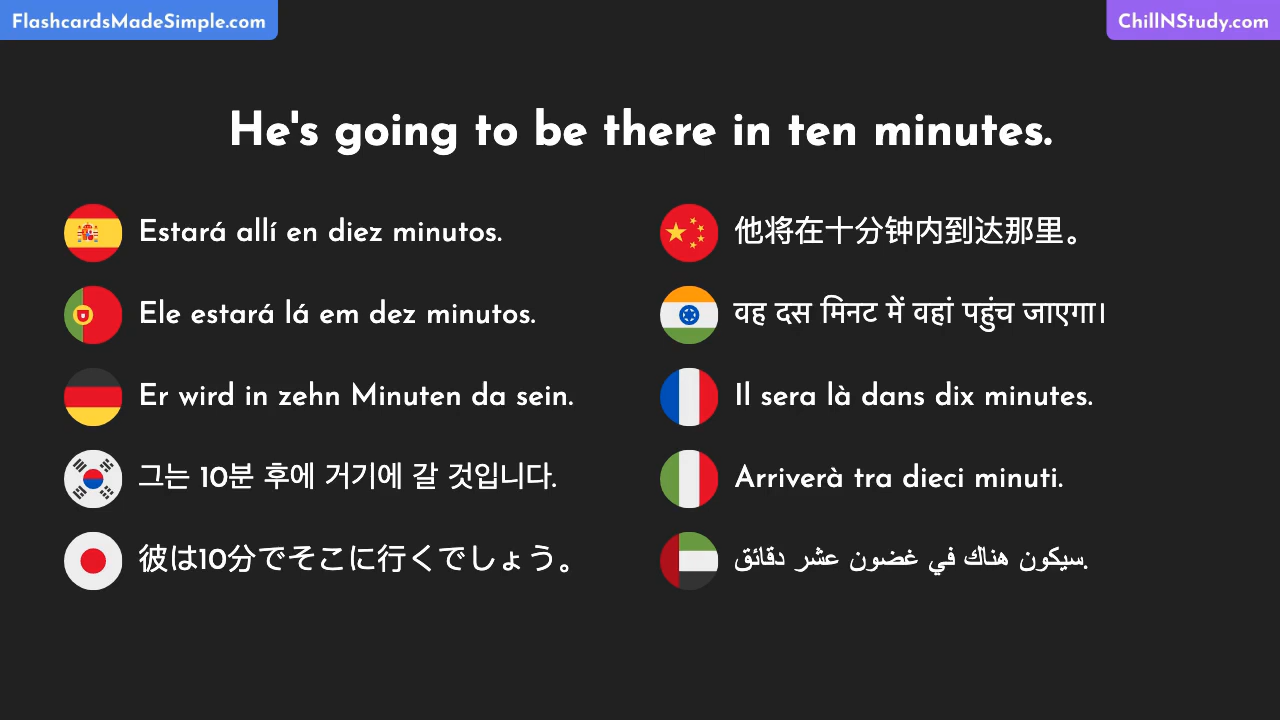 FlashcardsMadeSimple.com
ChillNStudy.com
He's going to be there in ten minutes.
Estará allí en diez minutos.
Ele estará lá em dez minutos.
Er wird in zehn Minuten da sein.
그는 10분 후에 거기에 갈 것입니다.
彼は10分でそこに行くでしょう。
他将在十分钟内到达那里。
वह दस मिनट में वहां पहुंच जाएगा।
Il sera là dans dix minutes.
Arriverà tra dieci minuti.
سيكون هناك في غضون عشر دقائق.